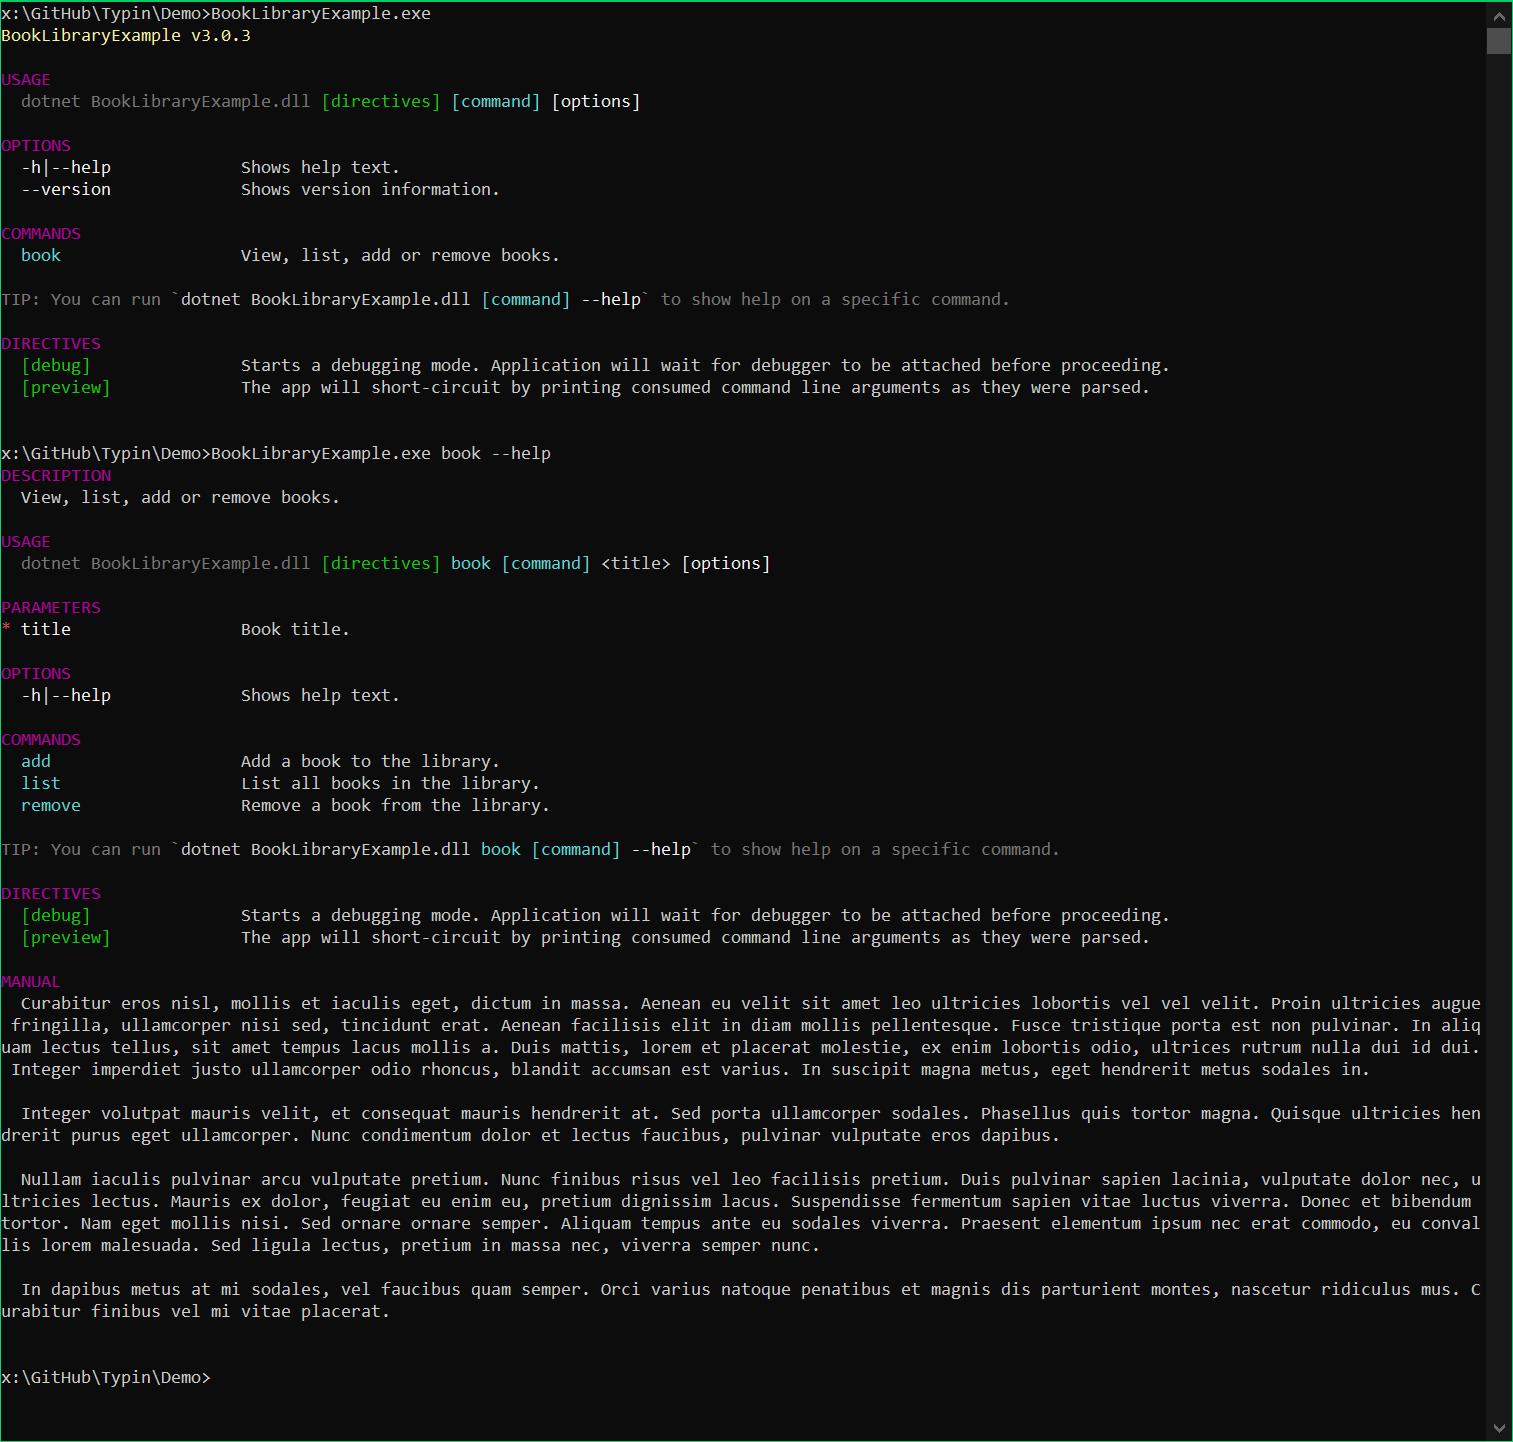 x:\GitHub\Typin\Demo>BookLibraryExample.exe
BookLibraryExample v3.0.3
USAGE
dotnet BookLibraryExample.dll [directives] [command] [options]
OPTIONS
-h|--help Shows help text.
--version Shows version information.
COMMANDS
book View, list, add or remove books.
TIP: You can run `dotnet BookLibraryExample.dll [command] --help` to show help on a specific command.
DIRECTIVES
[debug] Starts a debugging mode. Application will wait for debugger to be attached before proceeding.
[preview] The app will short-circuit by printing consumed command line arguments as they were parsed.
x:\GitHub\Typin\Demo>BookLibraryExample.exe book --help
DESCRIPTION
View, list, add or remove books.
USAGE
dotnet BookLibraryExample.dll [directives] book [command] <title> [options]
PARAMETERS
* title Book title.
OPTIONS
-h|--help Shows help text.
COMMANDS
add Add a book to the library.
list List all books in the library.
remove Remove a book from the library.
TIP: You can run `dotnet BookLibraryExample.dll book [command] --help` to show help on a specific command.
DIRECTIVES
[debug] Starts a debugging mode. Application will wait for debugger to be attached before proceeding.
[preview] The app will short-circuit by printing consumed command line arguments as they were parsed.
MANUAL
Curabitur eros nisl, mollis et iaculis eget, dictum in massa. Aenean eu velit sit amet leo ultricies lobortis vel vel velit. Proin ultricies augue
fringilla, ullamcorper nisi sed, tincidunt erat. Aenean facilisis elit in diam mollis pellentesque. Fusce tristique porta est non pulvinar. In aliq
uam lectus tellus, sit amet tempus lacus mollis a. Duis mattis, lorem et placerat molestie, ex enim lobortis odio, ultrices rutrum nulla dui id dui.
Integer imperdiet justo ullamcorper odio rhoncus, blandit accumsan est varius. In suscipit magna metus, eget hendrerit metus sodales in.
Integer volutpat mauris velit, et consequat mauris hendrerit at. Sed porta ullamcorper sodales. Phasellus quis tortor magna. Quisque ultricies hen
drerit purus eget ullamcorper. Nunc condimentum dolor et lectus faucibus, pulvinar vulputate eros dapibus.
Nullam iaculis pulvinar arcu vulputate pretium. Nunc finibus risus vel leo facilisis pretium. Duis pulvinar sapien lacinia, vulputate dolor nec, u
ltricies lectus. Mauris ex dolor, feugiat eu enim eu, pretium dignissim lacus. Suspendisse fermentum sapien vitae luctus viverra. Donec et bibendum
tortor. Nam eget mollis nisi. Sed ornare ornare semper. Aliquam tempus ante eu sodales viverra. Praesent elementum ipsum nec erat commodo, eu conval
lis lorem malesuada. Sed ligula lectus, pretium in massa nec, viverra semper nunc.
In dapibus metus at mi sodales, vel faucibus quam semper. Orci varius natoque penatibus et magnis dis parturient montes, nascetur ridiculus mus. C
urabitur finibus vel mi vitae placerat.
x:\GitHub\Typin\Demo>